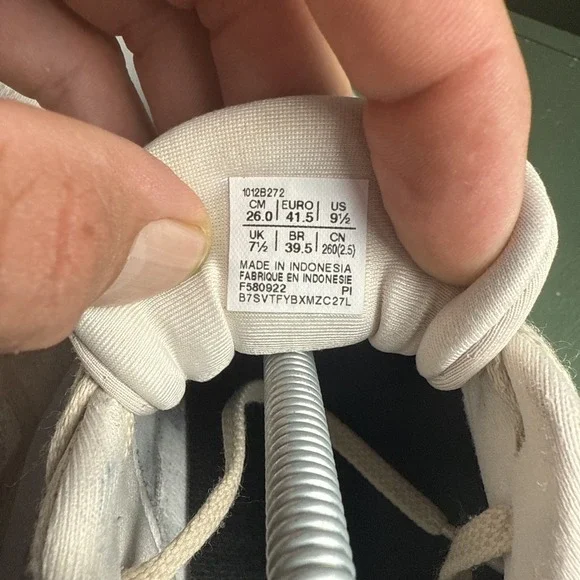 1012B272
CM EURO US
26.0 41.5 9½
UK BR CN
7½ 39.5 260(2.5)
MADE IN INDONESIA
FABRIQUE EN INDONESIE
F580922 PI
B7SVTFYBXMZC27L